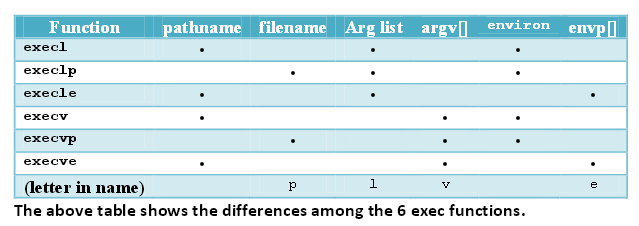 Function pathname filename Arg list argv[] environ envp[]
execl • • •
execlp • • •
execle • • •
execv • • •
execvp • • •
execve • • •
(letter in name) p l v e
The above table shows the differences among the 6 exec functions.